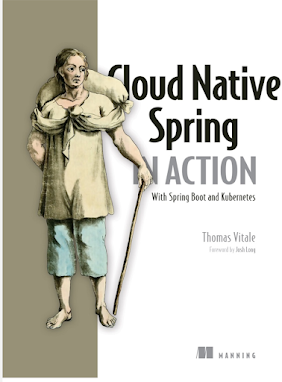 Cloud Native
Spring
IN ACTION
With Spring Boot and Kubernetes
Thomas Vitale
Foreword by Josh Long
MANNING